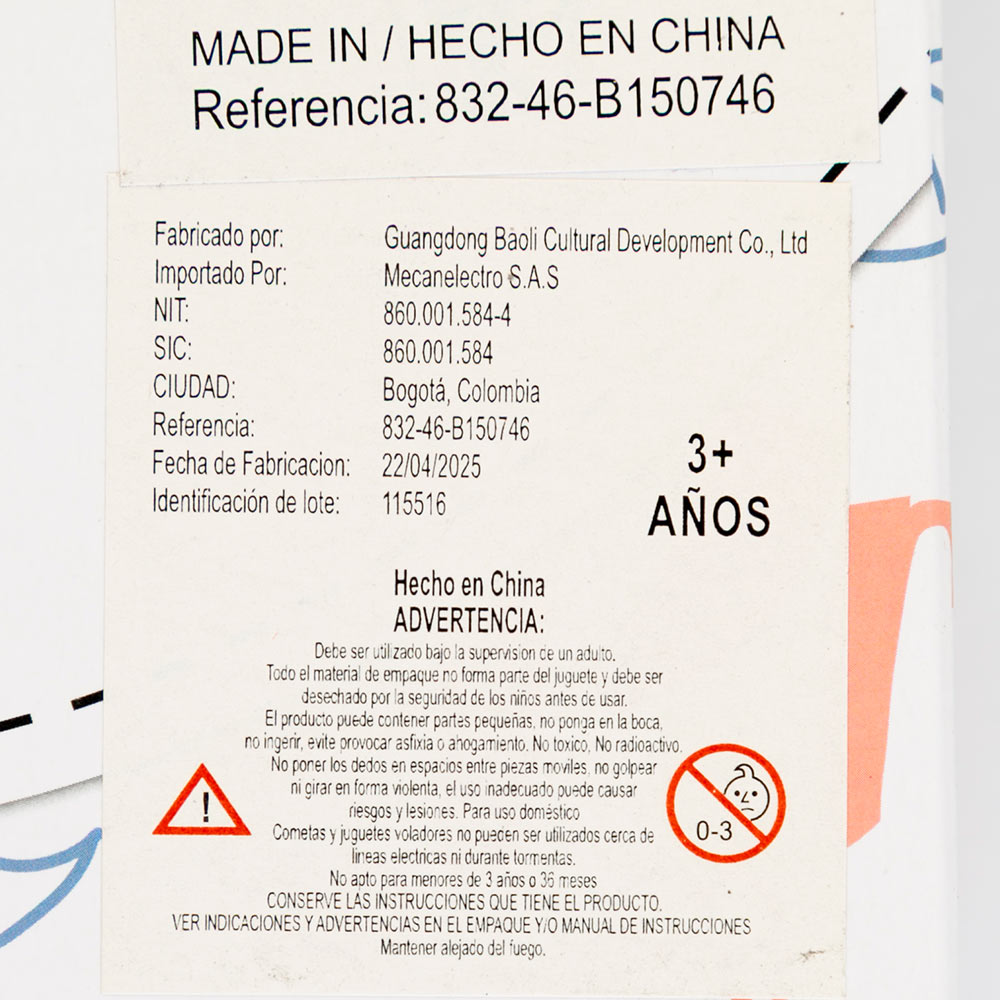 MADE IN / HECHO EN CHINA
Referencia: 832-46-B150746
Fabricado por: Guangdong Baoli Cultural Development Co., Ltd
Importado Por: Mecanelectro S.A.S
NIT: 860.001.584-4
SIC: 860.001.584
CIUDAD: Bogotá, Colombia
Referencia: 832-46-B150746
Fecha de Fabricacion: 22/04/2025
Identificación de lote: 115516
3+
AÑOS
Hecho en China
ADVERTENCIA:
Debe ser utilizado bajo la supervision de un adulto.
Todo el material de empaque no forma parte del juguete y debe ser
desechado por la seguridad de los niños antes de usar.
El producto puede contener partes pequeñas, no ponga en la boca,
no ingerir, evite provocar asfixia o ahogamiento. No toxico, No radioactivo.
No poner los dedos en espacios entre piezas moviles, no golpear
ni girar en forma violenta, el uso inadecuado puede causar
riesgos y lesiones. Para uso doméstico
Cometas y juguetes voladores no pueden ser utilizados cerca de
lineas electricas ni durante tormentas.
No apto para menores de 3 años o 36 meses
CONSERVE LAS INSTRUCCIONES QUE TIENE EL PRODUCTO.
VER INDICACIONES Y ADVERTENCIAS EN EL EMPAQUE Y/O MANUAL DE INSTRUCCIONES
Mantener alejado del fuego.
!
0-3